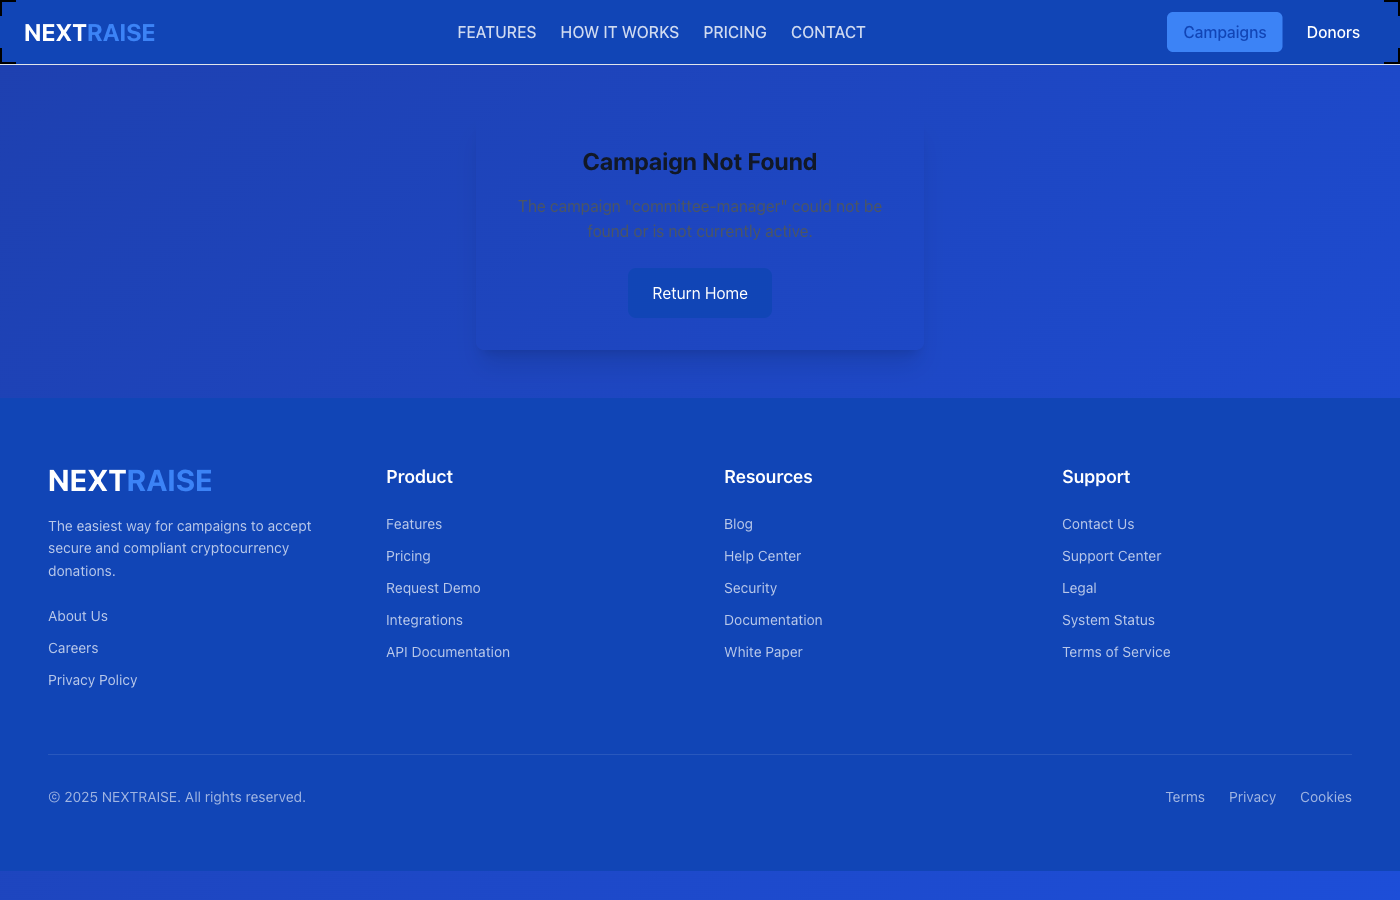 NEXTRAISE
FEATURES
HOW IT WORKS
PRICING
CONTACT
Campaigns
Donors
Campaign Not Found
The campaign "committee-manager" could not be
found or is not currently active.
Return Home
NEXTRAISE
The easiest way for campaigns to accept
secure and compliant cryptocurrency
donations.
About Us
Careers
Privacy Policy
Product
Features
Pricing
Request Demo
Integrations
API Documentation
Resources
Blog
Help Center
Security
Documentation
White Paper
Support
Contact Us
Support Center
Legal
System Status
Terms of Service
© 2025 NEXTRAISE. All rights reserved.
Terms
Privacy
Cookies